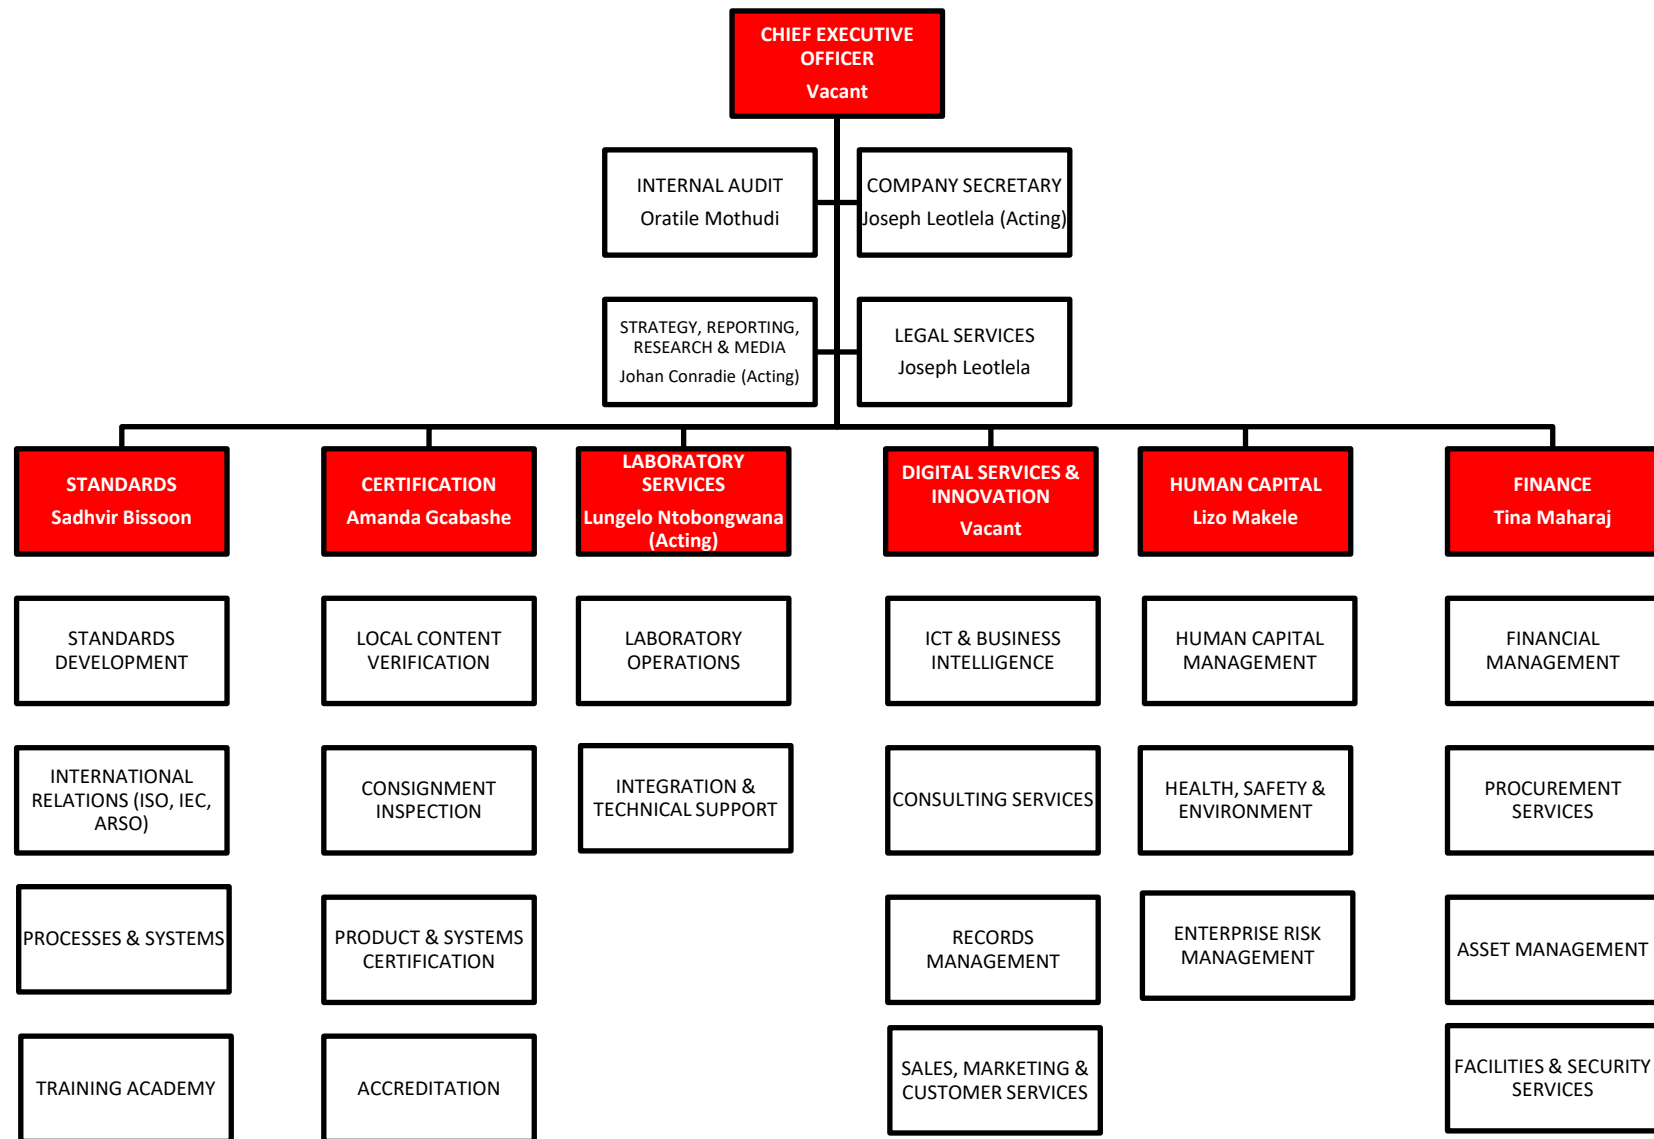 CHIEF EXECUTIVE
OFFICER
Vacant
INTERNAL AUDIT
Oratile Mothudi
COMPANY SECRETARY
Joseph Leotlela (Acting)
STRATEGY, REPORTING,
RESEARCH & MEDIA
Johan Conradie (Acting)
LEGAL SERVICES
Joseph Leotlela
STANDARDS
Sadhvir Bissoon
CERTIFICATION
Amanda Gcabashe
LABORATORY
SERVICES
Lungelo Ntobongwana
(Acting)
DIGITAL SERVICES &
INNOVATION
Vacant
HUMAN CAPITAL
Lizo Makele
FINANCE
Tina Maharaj
STANDARDS
DEVELOPMENT
LOCAL CONTENT
VERIFICATION
LABORATORY
OPERATIONS
ICT & BUSINESS
INTELLIGENCE
HUMAN CAPITAL
MANAGEMENT
FINANCIAL
MANAGEMENT
INTERNATIONAL
RELATIONS (ISO, IEC,
ARSO)
CONSIGNMENT
INSPECTION
INTEGRATION &
TECHNICAL SUPPORT
CONSULTING SERVICES
HEALTH, SAFETY &
ENVIRONMENT
PROCUREMENT
SERVICES
PROCESSES & SYSTEMS
PRODUCT & SYSTEMS
CERTIFICATION
RECORDS
MANAGEMENT
ENTERPRISE RISK
MANAGEMENT
ASSET MANAGEMENT
TRAINING ACADEMY
ACCREDITATION
SALES, MARKETING &
CUSTOMER SERVICES
FACILITIES & SECURITY
SERVICES